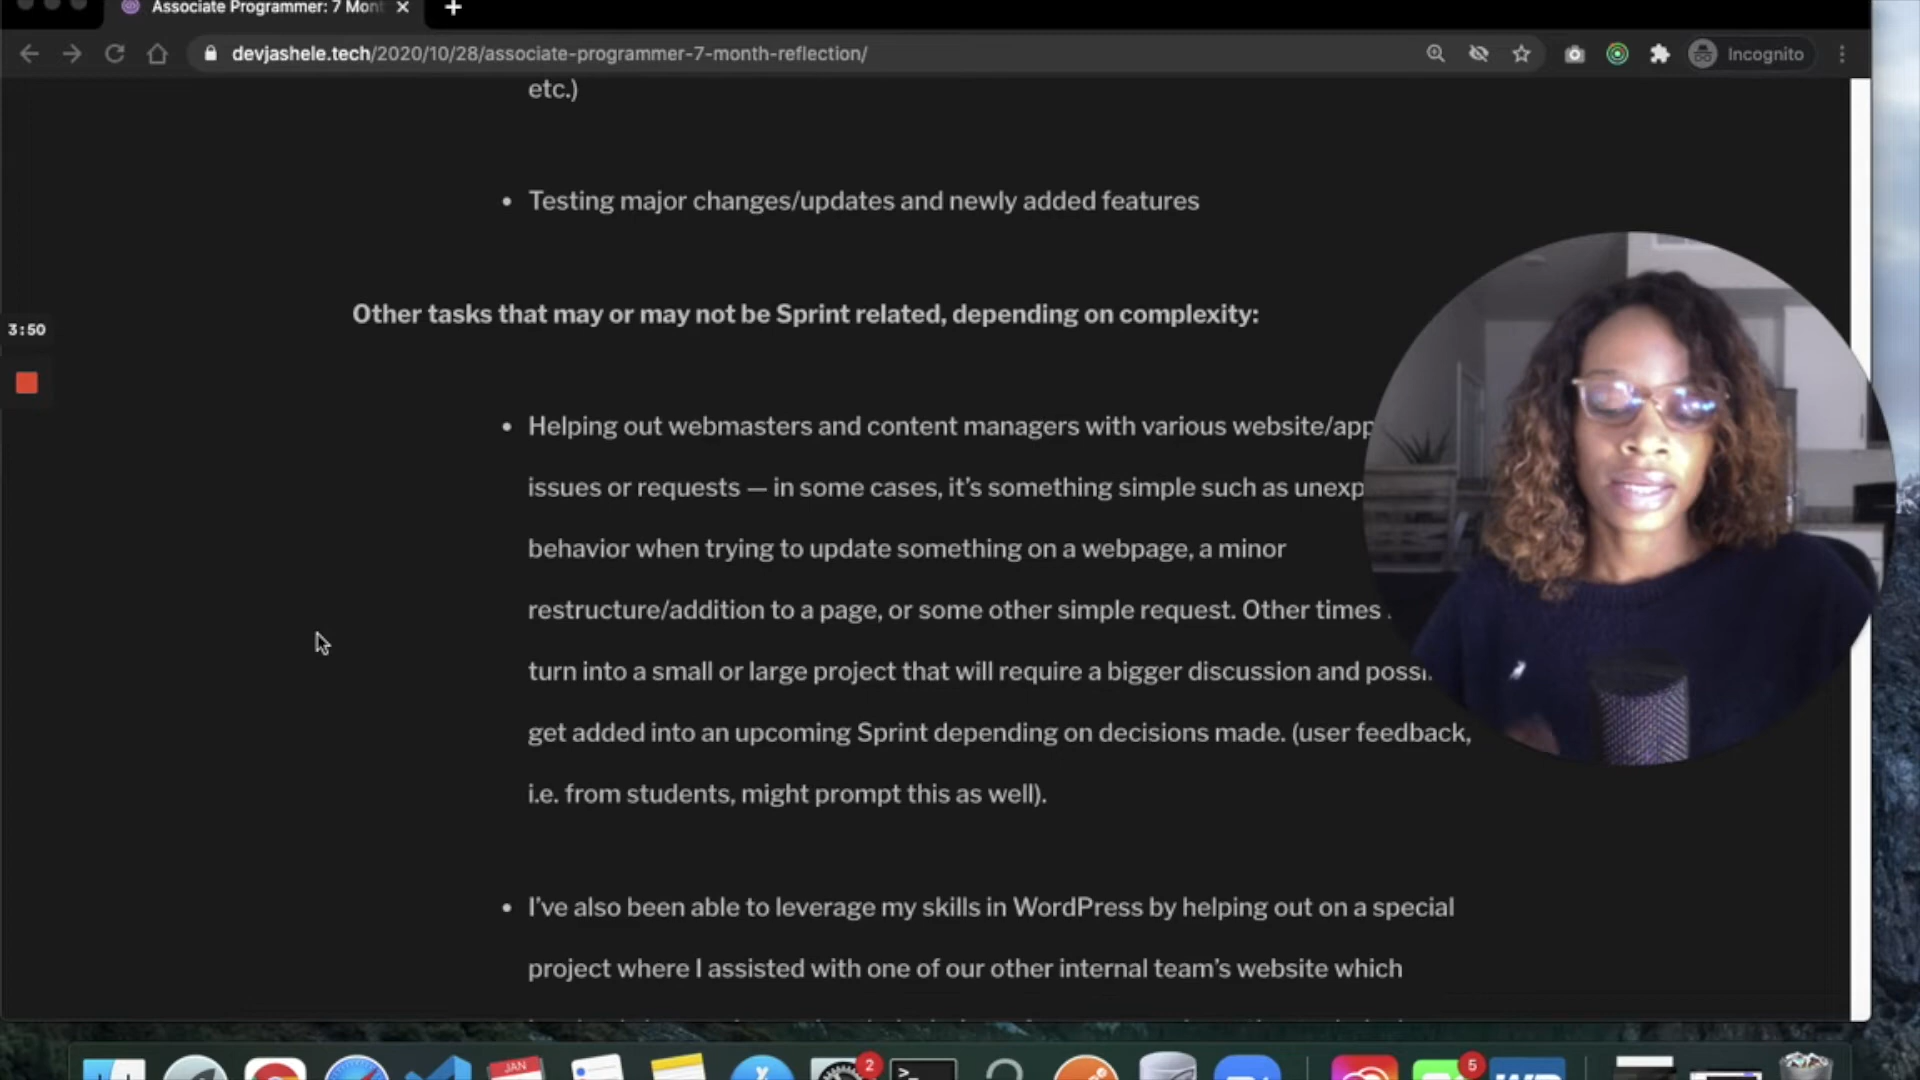 Associate Programmer: 7 Mont
devjashele.tech/2020/10/28/associate-programmer-7-month-reflection/
Incognito
etc.)
• Testing major changes/updates and newly added features
Other tasks that may or may not be Sprint related, depending on complexity:
3:50
• Helping out webmasters and content managers with various website/app
issues or requests — in some cases, it’s something simple such as unexp
behavior when trying to update something on a webpage, a minor
restructure/addition to a page, or some other simple request. Other times
turn into a small or large project that will require a bigger discussion and possi
get added into an upcoming Sprint depending on decisions made. (user feedback,
i.e. from students, might prompt this as well).
• I’ve also been able to leverage my skills in WordPress by helping out on a special
project where I assisted with one of our other internal team’s website which
JAN
2
5